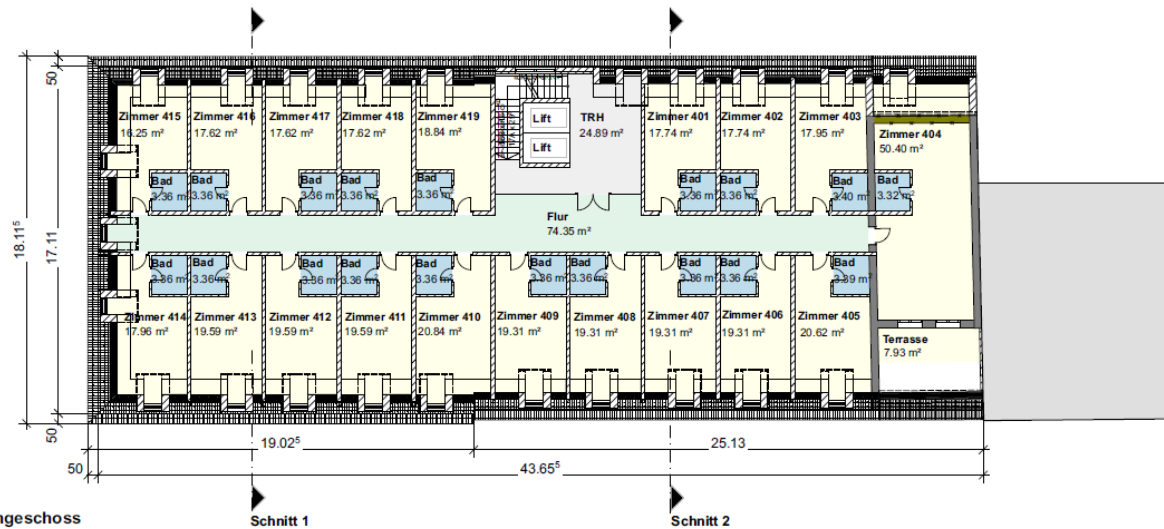 50
18.11⁵
17.11
50
Zimmer 415
16.25 m²
Zimmer 416
17.62 m²
Zimmer 417
17.62 m²
Zimmer 418
17.62 m²
Zimmer 419
18.84 m²
Lift
Lift
TRH
24.89 m²
Zimmer 401
17.74 m²
Zimmer 402
17.74 m²
Zimmer 403
17.95 m²
Zimmer 404
50.40 m²
Bad
3.36 m²
Bad
3.36 m²
Bad
3.36 m²
Bad
3.36 m²
Bad
3.36 m²
Bad
3.36 m²
Bad
3.36 m²
Bad
3.40 m²
Bad
3.32 m²
Flur
74.35 m²
Bad
3.36 m²
Bad
3.36 m²
Bad
3.36 m²
Bad
3.36 m²
Bad
3.36 m²
Bad
3.36 m²
Bad
3.36 m²
Bad
3.36 m²
Bad
3.36 m²
Bad
3.39 m²
Zimmer 414
17.96 m²
Zimmer 413
19.59 m²
Zimmer 412
19.59 m²
Zimmer 411
19.59 m²
Zimmer 410
20.84 m²
Zimmer 409
19.31 m²
Zimmer 408
19.31 m²
Zimmer 407
19.31 m²
Zimmer 406
19.31 m²
Zimmer 405
20.62 m²
Terrasse
7.93 m²
19.02⁵
25.13
50
43.65⁵
ngeschoss
Schnitt 1
Schnitt 2